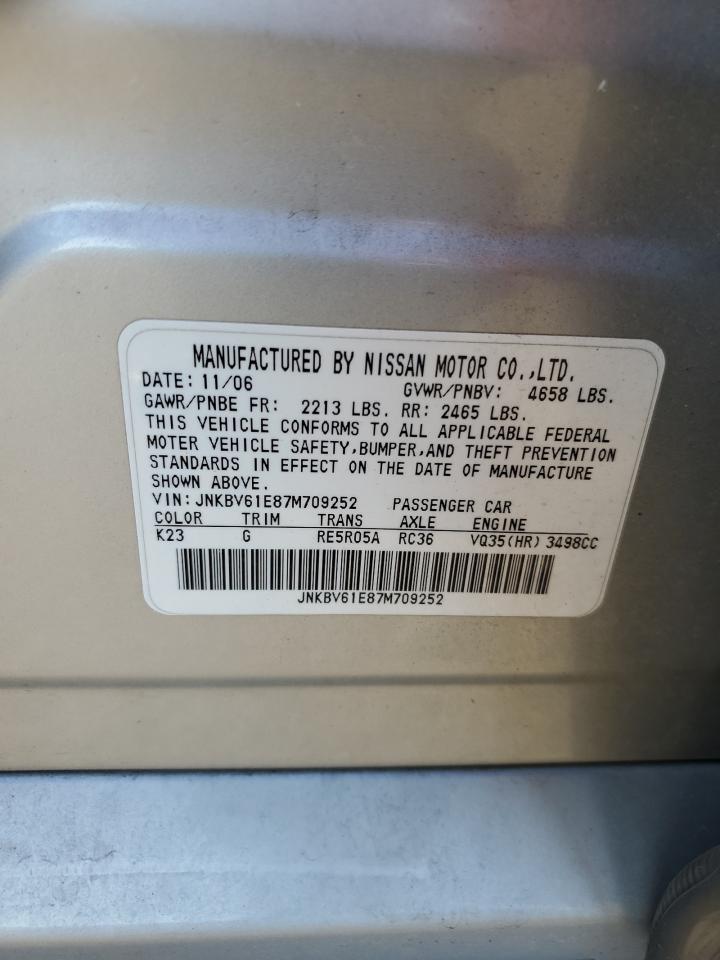 MANUFACTURED BY NISSAN MOTOR CO.,LTD.
DATE: 11/06 GVWR/PNBV: 4658 LBS.
GAWR/PNBE FR: 2213 LBS. RR: 2465 LBS.
THIS VEHICLE CONFORMS TO ALL APPLICABLE FEDERAL
MOTER VEHICLE SAFETY,BUMPER,AND THEFT PREVENTION
STANDARDS IN EFFECT ON THE DATE OF MANUFACTURE
SHOWN ABOVE.
VIN:JNKBV61E87M709252 PASSENGER CAR
COLOR TRIM TRANS AXLE ENGINE
K23 G RE5R05A RC36 VQ35(HR) 3498CC
JNKBV61E87M709252